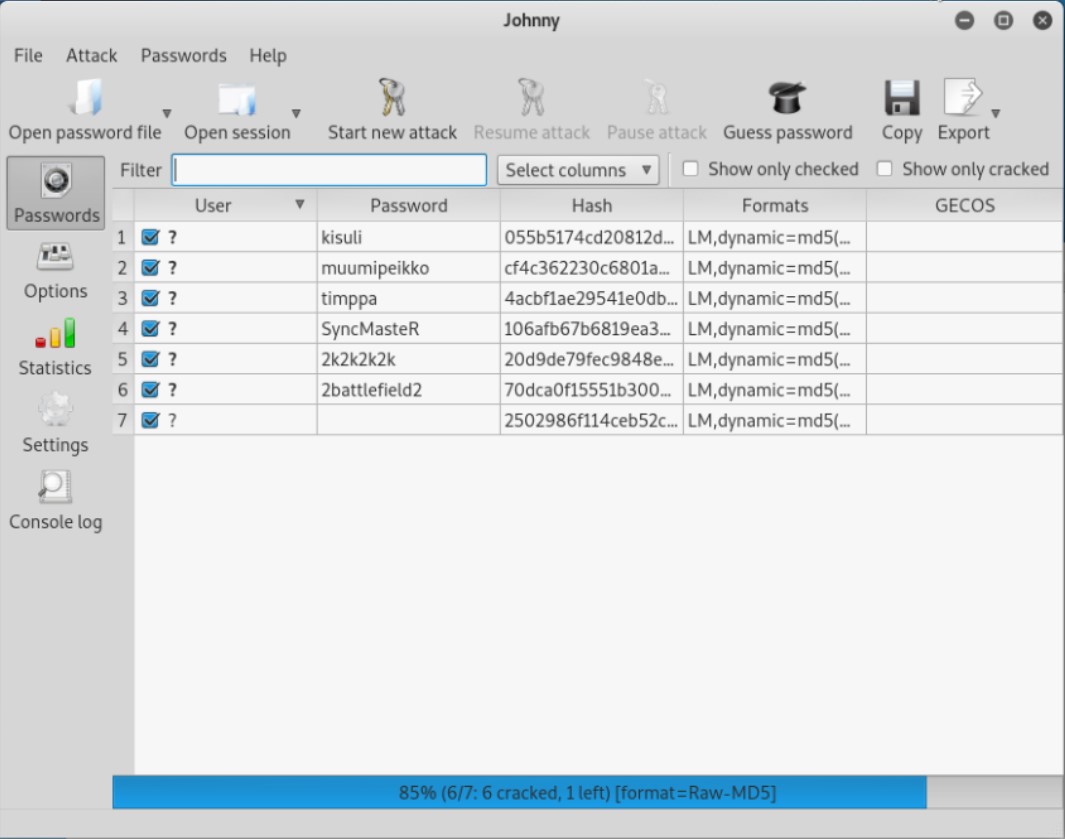 Johnny
File Attack Passwords Help
Open password file Open session Start new attack Resume attack Pause attack Guess password Copy Export
Passwords
Filter Select columns Show only checked Show only cracked
User Password Hash Formats GECOS
1 ? kisuli 055b5174cd20812d... LM,dynamic=md5(...
2 ? muumipeikko cf4c362230c6801a... LM,dynamic=md5(...
3 ? timppa 4acbf1ae29541e0db... LM,dynamic=md5(...
4 ? SyncMasteR 106afb67b6819ea3... LM,dynamic=md5(...
5 ? 2k2k2k2k 20d9de79fec9848e... LM,dynamic=md5(...
6 ? 2battlefield2 70dca0f15551b300... LM,dynamic=md5(...
7 ? 2502986f114ceb52c... LM,dynamic=md5(...
Options
Statistics
Settings
Console log
85% (6/7: 6 cracked, 1 left) [format=Raw-MD5]